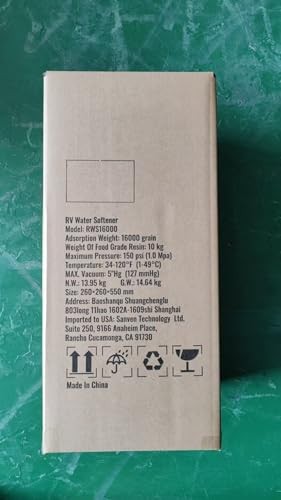 RV Water Softener
Model: RWS16000
Adsorption Weight: 16000 grain
Weight Of Food Grade Resin: 10 kg
Maximum Pressure: 150 psi (1.0 Mpa)
Temperature: 34-120°F (1-49°C)
MAX. Vacuum: 5"Hg (127 mmHg)
N.W.: 13.95 kg G.W.: 14.64 kg
Size: 260×260×550 mm
Address: Baoshanqu Shuangchenglu
803long 11hao 1602A-1609shi Shanghai
Imported to USA: Sanven Technology Ltd.
Suite 250, 9166 Anaheim Place,
Rancho Cucamonga, CA 91730
Made In China